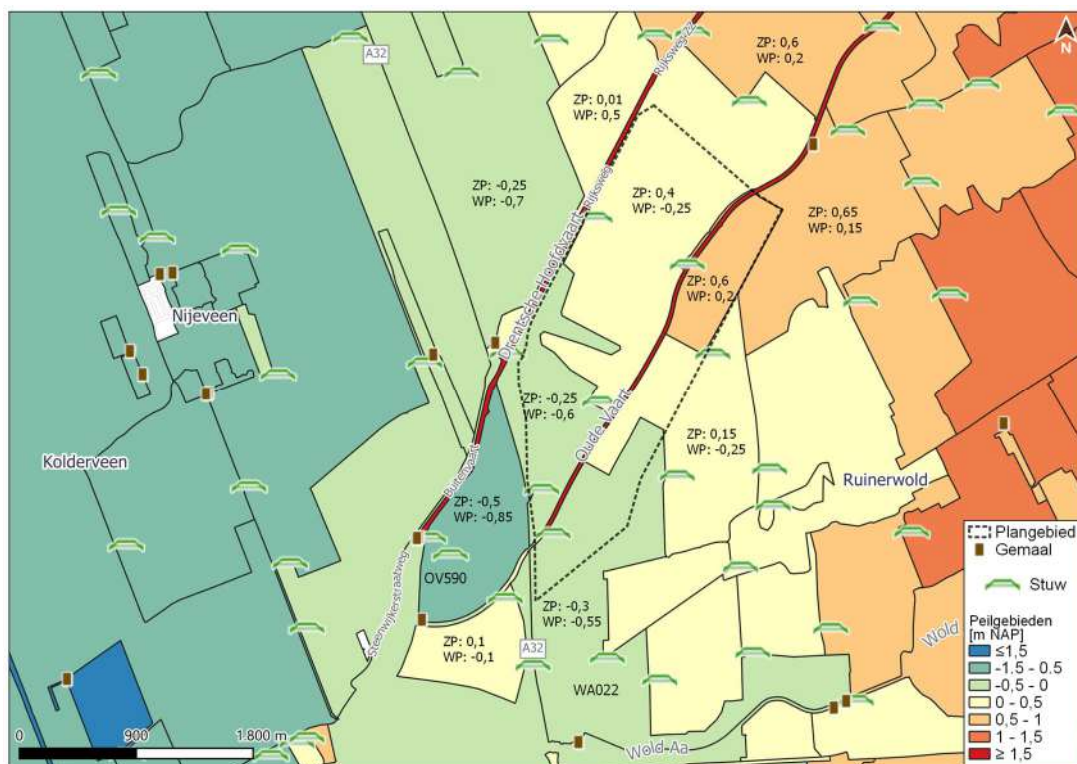 A32
Rijksweg-ZZ
ZP: 0,6
WP: 0,2
N
ZP: 0,01
WP: 0,5
ZP: -0,25
WP: -0,7
Rijksweg
ZP: 0,4
WP: -0,25
ZP: 0,65
WP: 0,15
Drentsche Hoofdvaart
ZP: 0,6
WP: 0,2
Nijeveen
ZP: -0,25
WP: -0,6
Oude Vaart
ZP: 0,15
WP: -0,25
Kolderveen
Buitenvaart
Ruinerwold
ZP: -0,5
WP: -0,85
OV590
Steenwijkerstraatweg
ZP: 0,1
WP: -0,1
ZP: -0,3
WP: -0,55
A32
WA022
Wold
Wold Aa
Plangebied
Gemaal
Stuw
Peilgebieden
[m NAP]
≤1,5
-1.5 - 0.5
-0,5 - 0
0 - 0,5
0,5 - 1
1 - 1,5
≥ 1,5
0 900 1.800 m